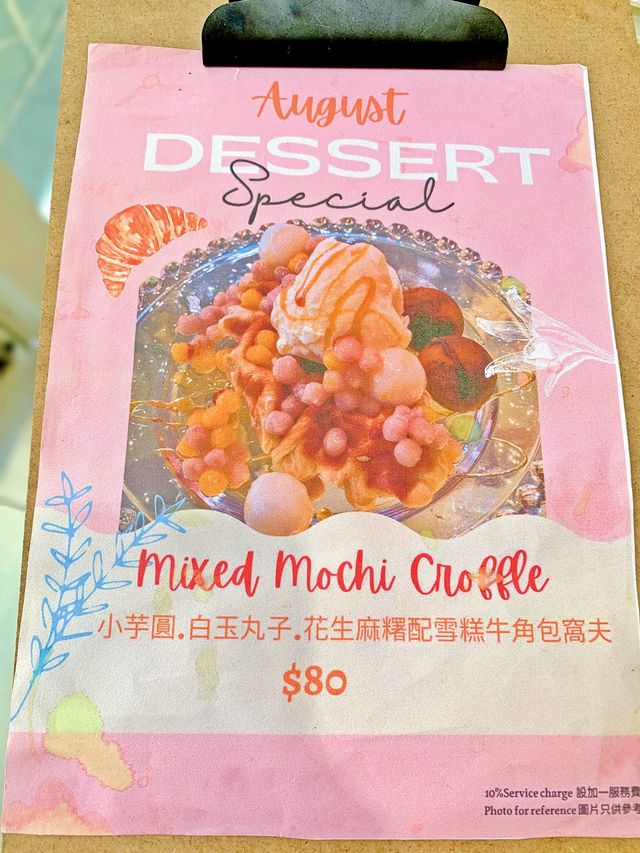 August
DESSERT
Special
Mixed Mochi Croffle
小芋圓.白玉丸子.花生麻糬配雪糕牛角包窩夫
$80
10%Service charge 設加一服務費
Photo for reference 圖片只供參考